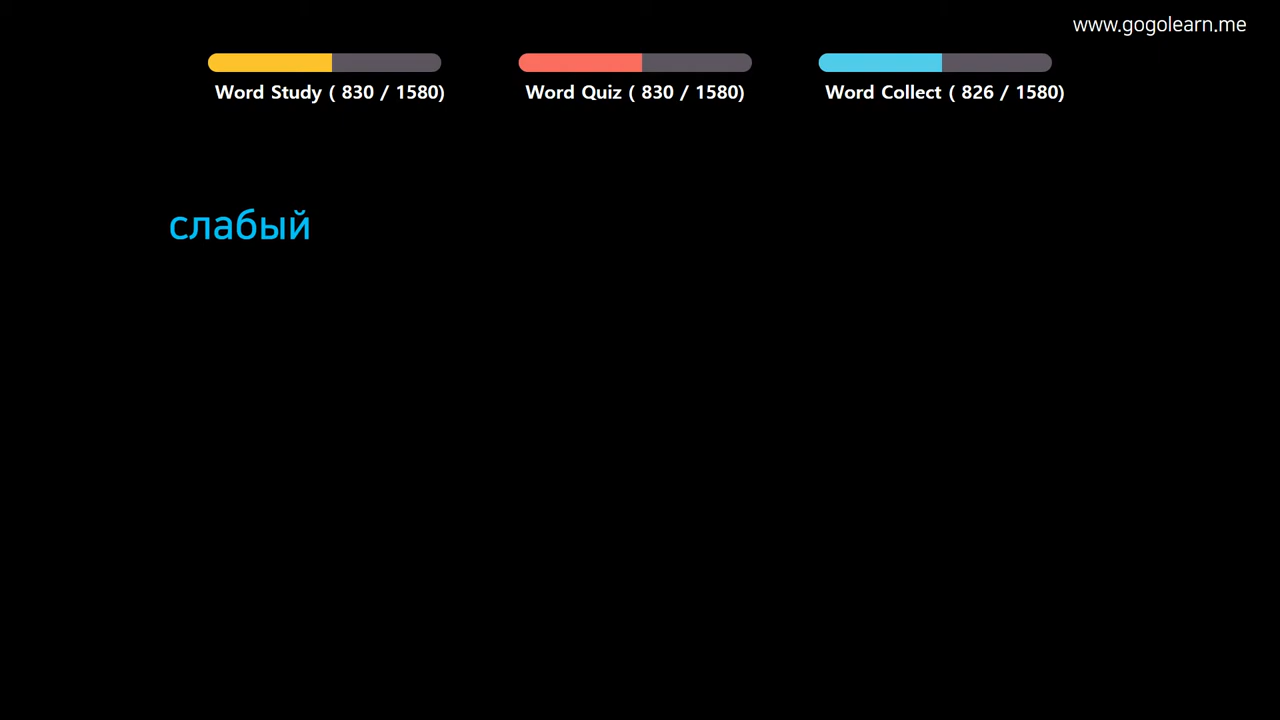 www.gogolearn.me
Word Study ( 830 / 1580)
Word Quiz ( 830 / 1580)
Word Collect ( 826 / 1580)
слабый